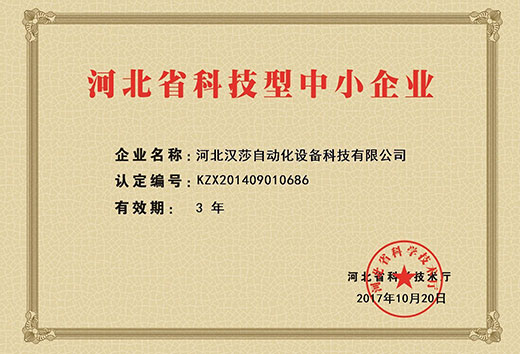 河北省科技型中小企业
企业名称：河北汉莎自动化设备科技有限公司
认定编号：KZX201409010686
有效期： 3 年
河北省科学技术厅
河北省科学技术厅
2017年10月20日